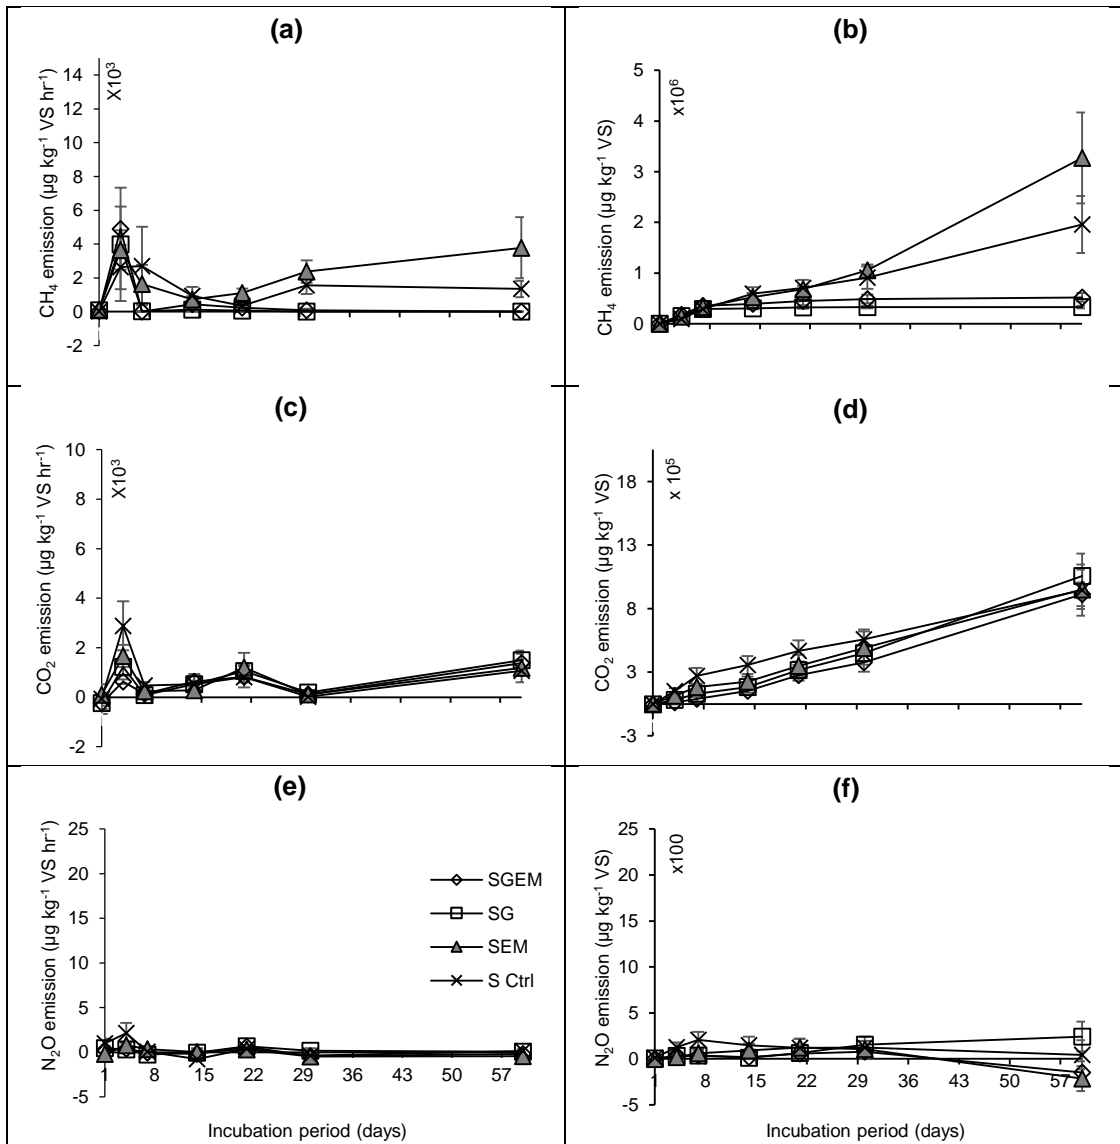 (a)
CH4 emission (µg kg-1 VS hr-1)
X10³
14
12
10
8
6
4
2
0
-2
(b)
CH4 emission (µg kg-1 VS)
x10⁶
5
4
3
2
1
0
(c)
CO2 emission (µg kg-1 VS hr-1)
X10³
10
8
6
4
2
0
-2
(d)
CO2 emission (µg kg-1 VS)
x 10⁵
18
13
8
3
-3
(e)
N2O emission (µg kg-1 VS hr-1)
25
20
15
10
5
0
-5
SGEM
SG
SEM
S Ctrl
1 8 15 22 29 36 43 50 57
Incubation period (days)
(f)
N2O emission (µg kg-1 VS)
x100
25
20
15
10
5
0
-5
1 8 15 22 29 36 43 50 57
Incubation period (days)